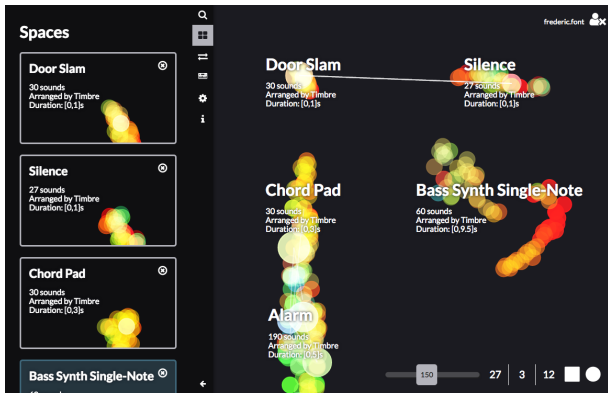 Spaces
Door Slam
30 sounds
Arranged by Timbre
Duration: [0,1]s
Silence
27 sounds
Arranged by Timbre
Duration: [0,1]s
Chord Pad
30 sounds
Arranged by Timbre
Duration: [0,3]s
Bass Synth Single-Note
frederic.font
Door Slam
30 sounds
Arranged by Timbre
Duration: [0,1]s
Silence
27 sounds
Arranged by Timbre
Duration: [0,1]s
Chord Pad
30 sounds
Arranged by Timbre
Duration: [0,3]s
Bass Synth Single-Note
60 sounds
Arranged by Timbre
Duration: [0,9.5]s
Alarm
190 sounds
Arranged by Timbre
150
27
3
12